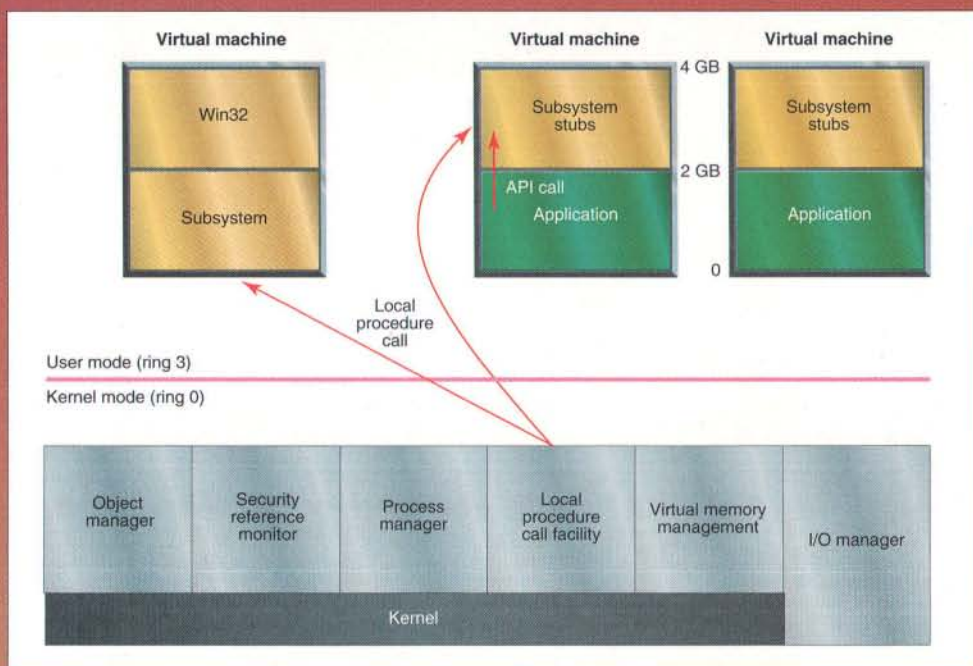 Virtual machine
Virtual machine
Virtual machine
Win32
Subsystem
Subsystem
stubs
API call
Application
4 GB
2 GB
0
Subsystem
stubs
Application
Local
procedure
call
User mode (ring 3)
Kernel mode (ring 0)
Object
manager
Security
reference
monitor
Process
manager
Local
procedure
call facility
Virtual memory
management
I/O manager
Kernel